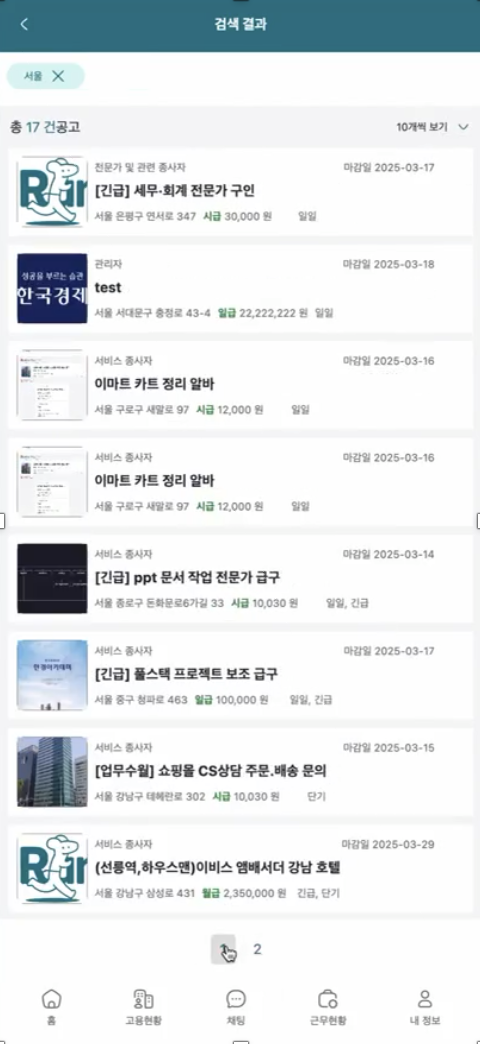 검색 결과
서울
총 17 건공고
10개씩 보기
전문가 및 관련 종사자
마감일 2025-03-17
[긴급] 세무·회계 전문가 구인
서울 은평구 연서로 347 시급 30,000 원 일일
성공을 부르는 습관
한국경제
관리자
마감일 2025-03-18
test
서울 서대문구 충정로 43-4 일급 22,222,222 원 일일
서비스 종사자
마감일 2025-03-16
이마트 카트 정리 알바
서울 구로구 새말로 97 시급 12,000 원 일일
서비스 종사자
마감일 2025-03-16
이마트 카트 정리 알바
서울 구로구 새말로 97 시급 12,000 원 일일
서비스 종사자
마감일 2025-03-14
[긴급] ppt 문서 작업 전문가 급구
서울 종로구 돈화문로6가길 33 시급 10,030 원 일일, 긴급
서비스 종사자
마감일 2025-03-17
[긴급] 풀스택 프로젝트 보조 급구
서울 중구 청파로 463 일급 100,000 원 일일, 긴급
서비스 종사자
마감일 2025-03-15
[업무수월] 쇼핑몰 CS상담 주문.배송 문의
서울 강남구 테헤란로 302 시급 10,030 원 단기
서비스 종사자
마감일 2025-03-29
(선릉역,하우스맨)이비스 앰배서더 강남 호텔
서울 강남구 삼성로 431 월급 2,350,000 원 긴급, 단기
2
홈
고용현황
채팅
근무현황
내 정보